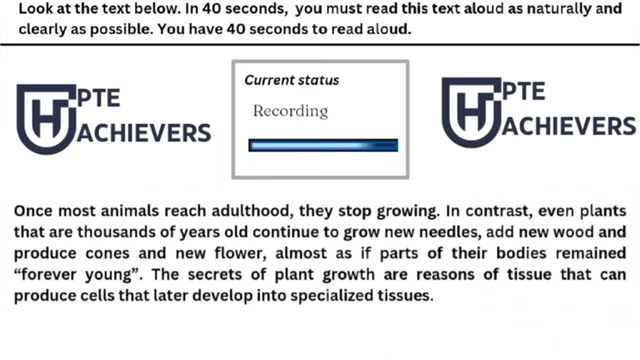 Look at the text below. In 40 seconds, you must read this text aloud as naturally and
clearly as possible. You have 40 seconds to read aloud.
PTE
ACHIEVERS
Current status
Recording
PTE
ACHIEVERS
Once most animals reach adulthood, they stop growing. In contrast, even plants
that are thousands of years old continue to grow new needles, add new wood and
produce cones and new flower, almost as if parts of their bodies remained
“forever young”. The secrets of plant growth are reasons of tissue that can
produce cells that later develop into specialized tissues.